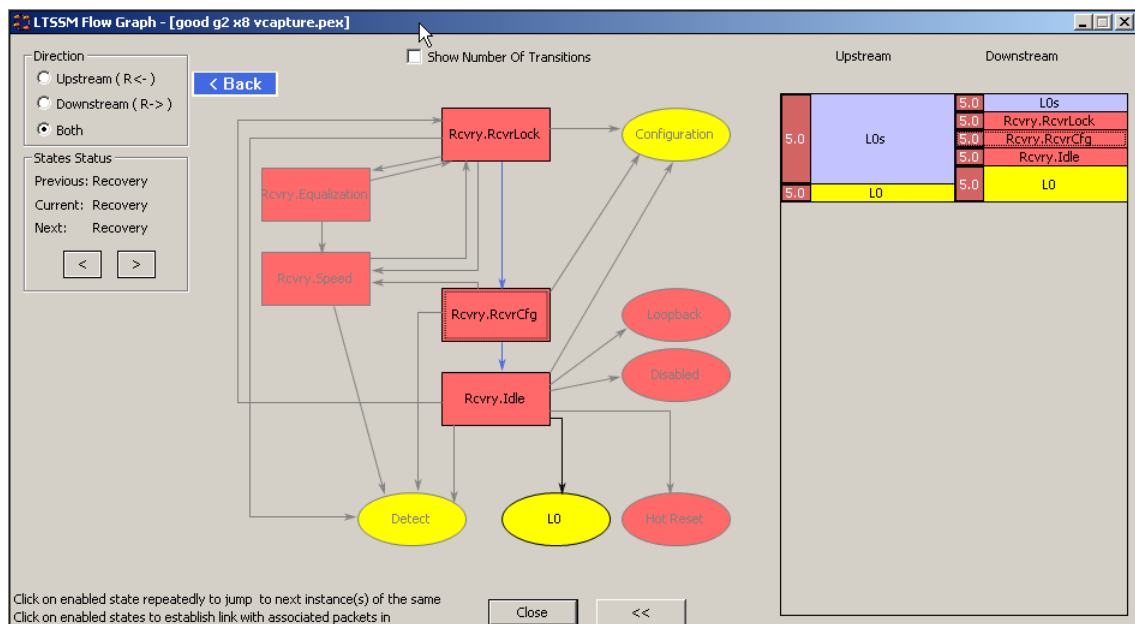 LTSSM Flow Graph - [good g2 x8 vcapture.pex]
Direction
Upstream ( R<- )
Downstream ( R-> )
Both
< Back
Show Number Of Transitions
States Status
Previous: Recovery
Current: Recovery
Next: Recovery
< >
Rcvry.RcvrLock
Configuration
Rcvry.Equalization
Rcvry.Speed
Rcvry.RcvrCfg
Loopback
Disabled
Rcvry.Idle
Detect
L0
Hot Reset
Upstream Downstream
5.0 L0s
5.0 L0
5.0 L0s
5.0 Rcvry.RcvrLock
5.0 Rcvry.RcvrCfg
5.0 Rcvry.Idle
5.0 L0
Click on enabled state repeatedly to jump to next instance(s) of the same
Click on enabled states to establish link with associated packets in
Close <<